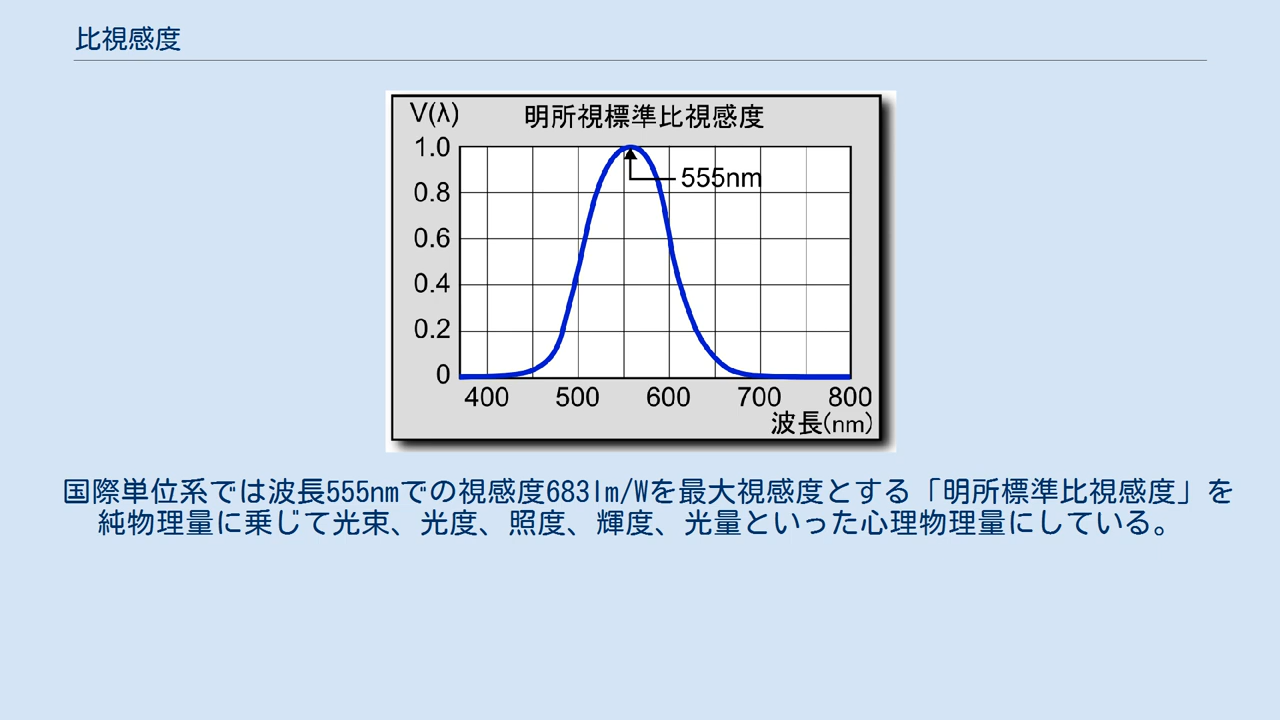 比視感度
V(λ)
明所視標準比視感度
1.0
555nm
0.8
0.6
0.4
0.2
0
400 500 600 700 800
波長(nm)
国際単位系では波長555nmでの視感度683lm/Wを最大視感度とする「明所標準比視感度」を
純物理量に乗じて光束、光度、照度、輝度、光量といった心理物理量にしている。